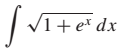 ∫ √(1 + eˣ) dx